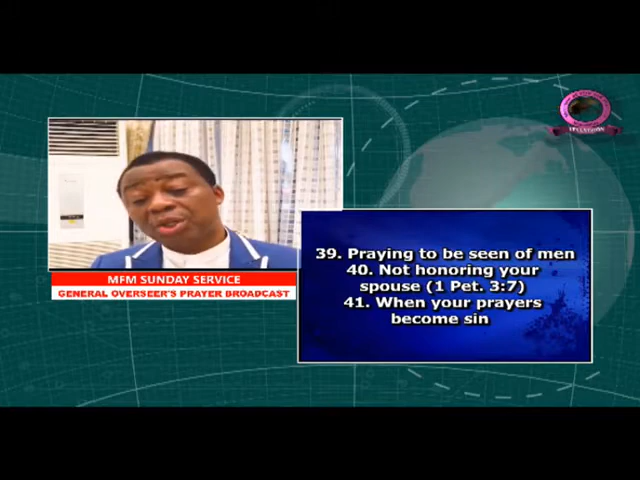 MFM SUNDAY SERVICE
GENERAL OVERSEER'S PRAYER BROADCAST
39. Praying to be seen of men
40. Not honoring your
spouse (1 Pet. 3:7)
41. When your prayers
become sin